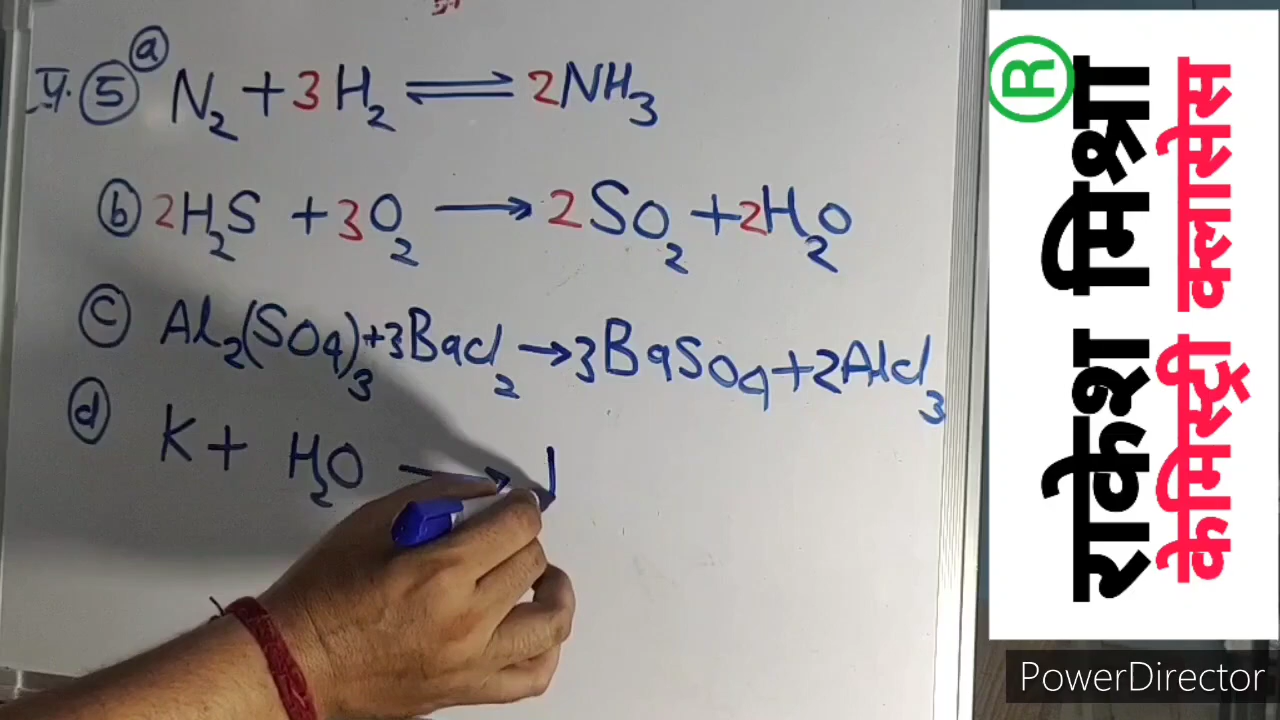 प्र. 5 a N₂ + 3H₂ ⇌ 2NH₃
b 2H₂S + 3O₂ → 2SO₂ + 2H₂O
c Al₂(SO₄)₃ + 3Bacl₂ → 3BaSO₄ + 2Alcl₃
d K + H₂O →
R
राकेश मिश्रा
केमिस्ट्री क्लासेस
PowerDirector